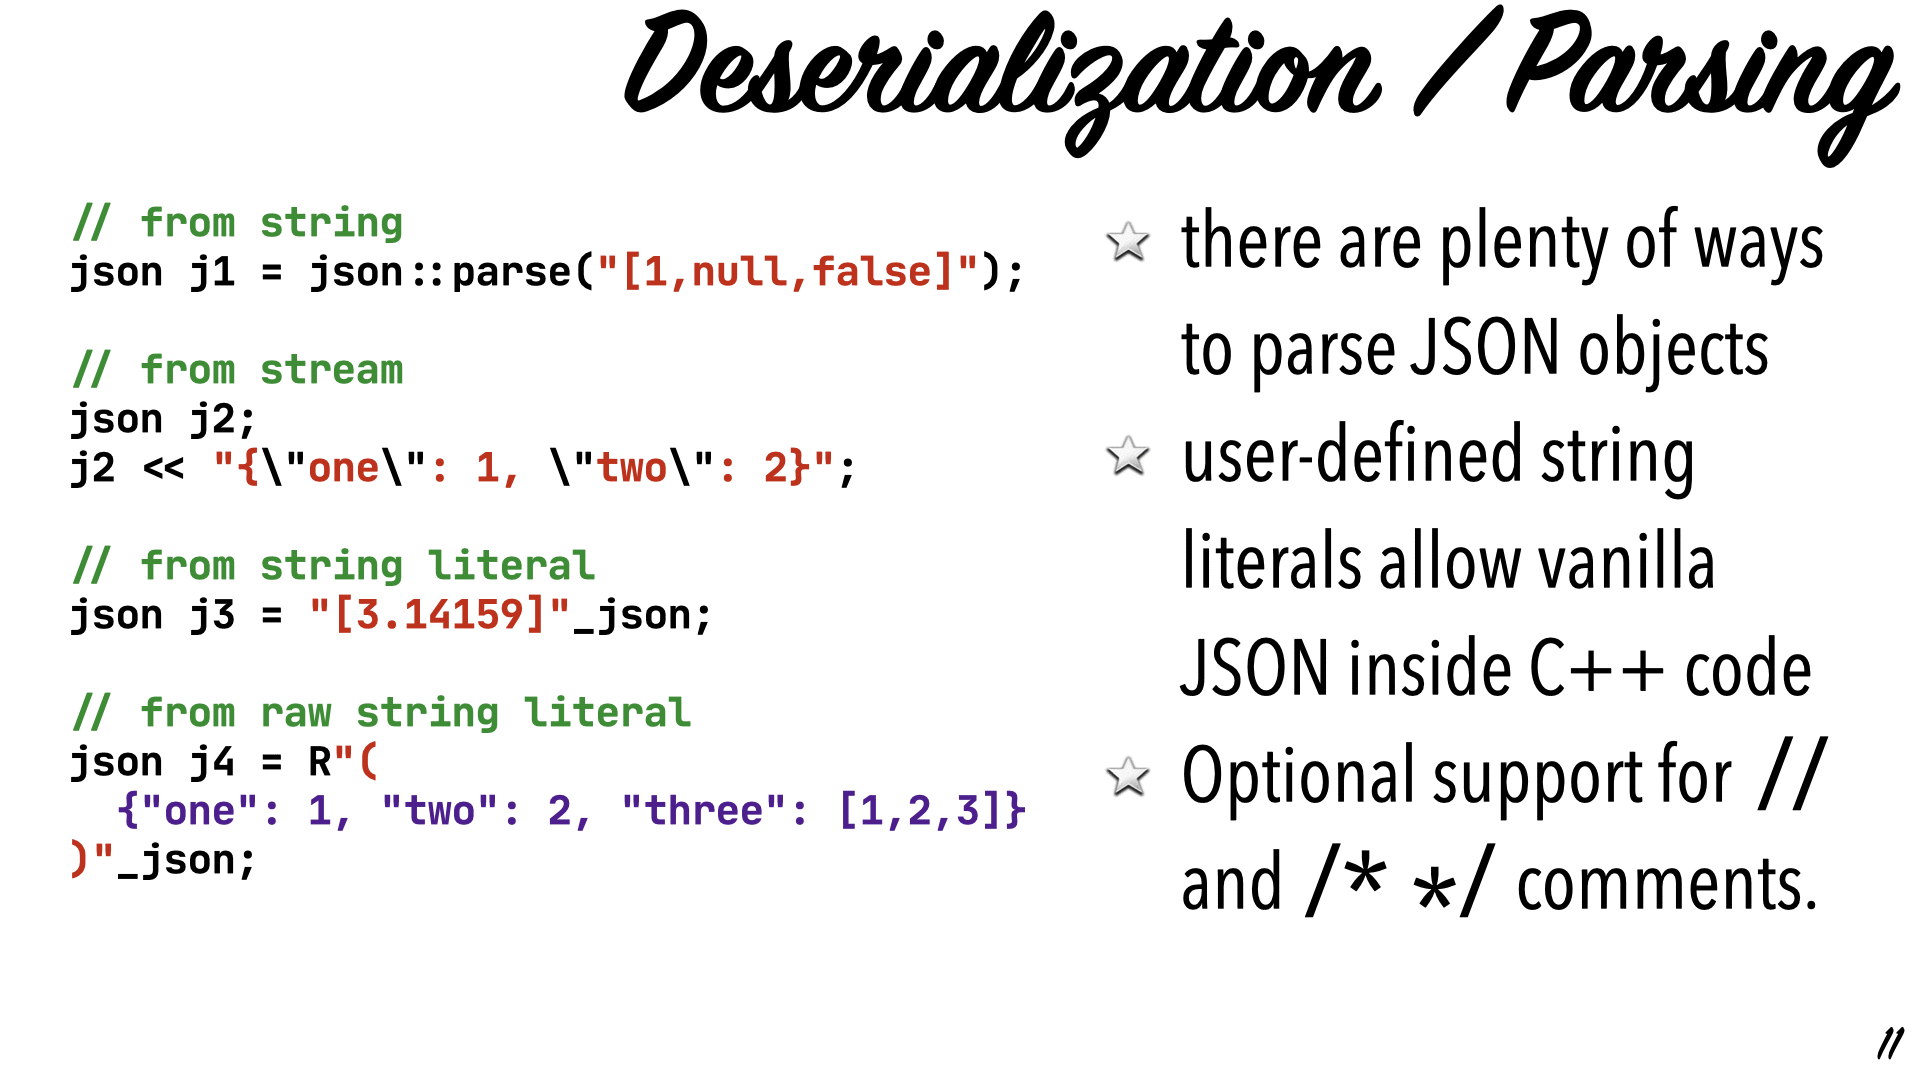 Deserialization / Parsing
// from string
json j1 = json::parse("[1,null,false]");
// from stream
json j2;
j2 << "{\"one\": 1, \"two\": 2}";
// from string literal
json j3 = "[3.14159]"_json;
// from raw string literal
json j4 = R"(
{"one": 1, "two": 2, "three": [1,2,3]}
)"_json;
there are plenty of ways
to parse JSON objects
user-defined string
literals allow vanilla
JSON inside C++ code
Optional support for //
and /* */ comments.
11